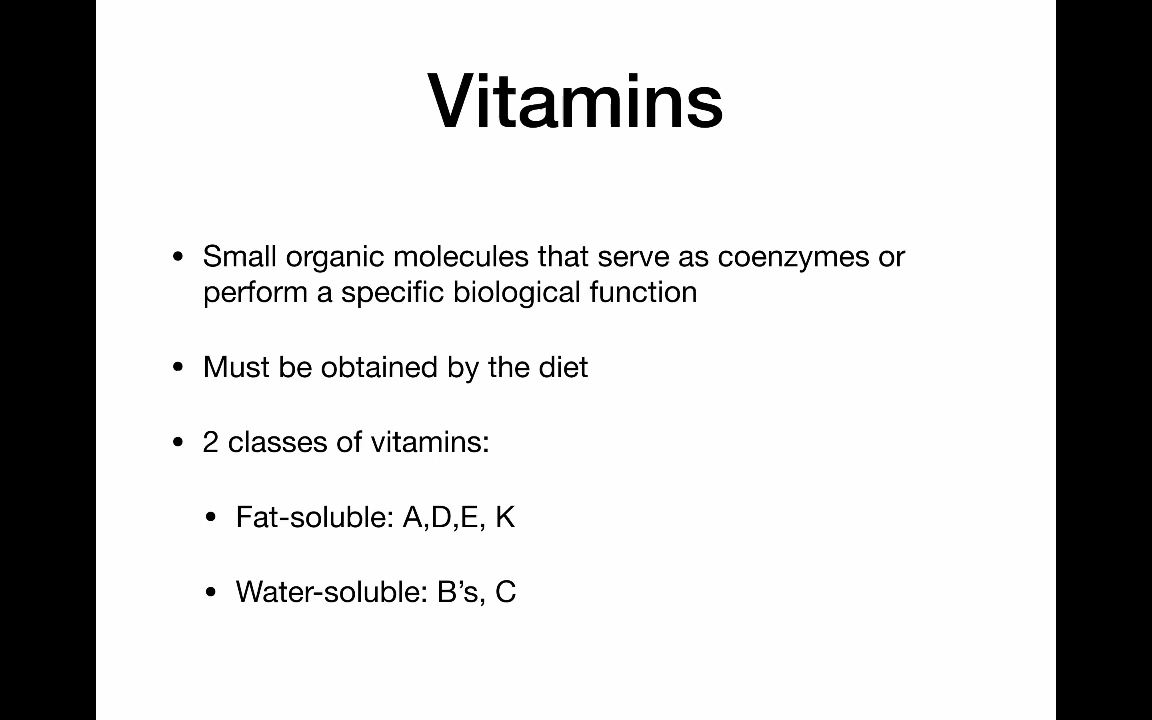 Vitamins
• Small organic molecules that serve as coenzymes or
perform a specific biological function
• Must be obtained by the diet
• 2 classes of vitamins:
• Fat-soluble: A,D,E, K
• Water-soluble: B’s, C